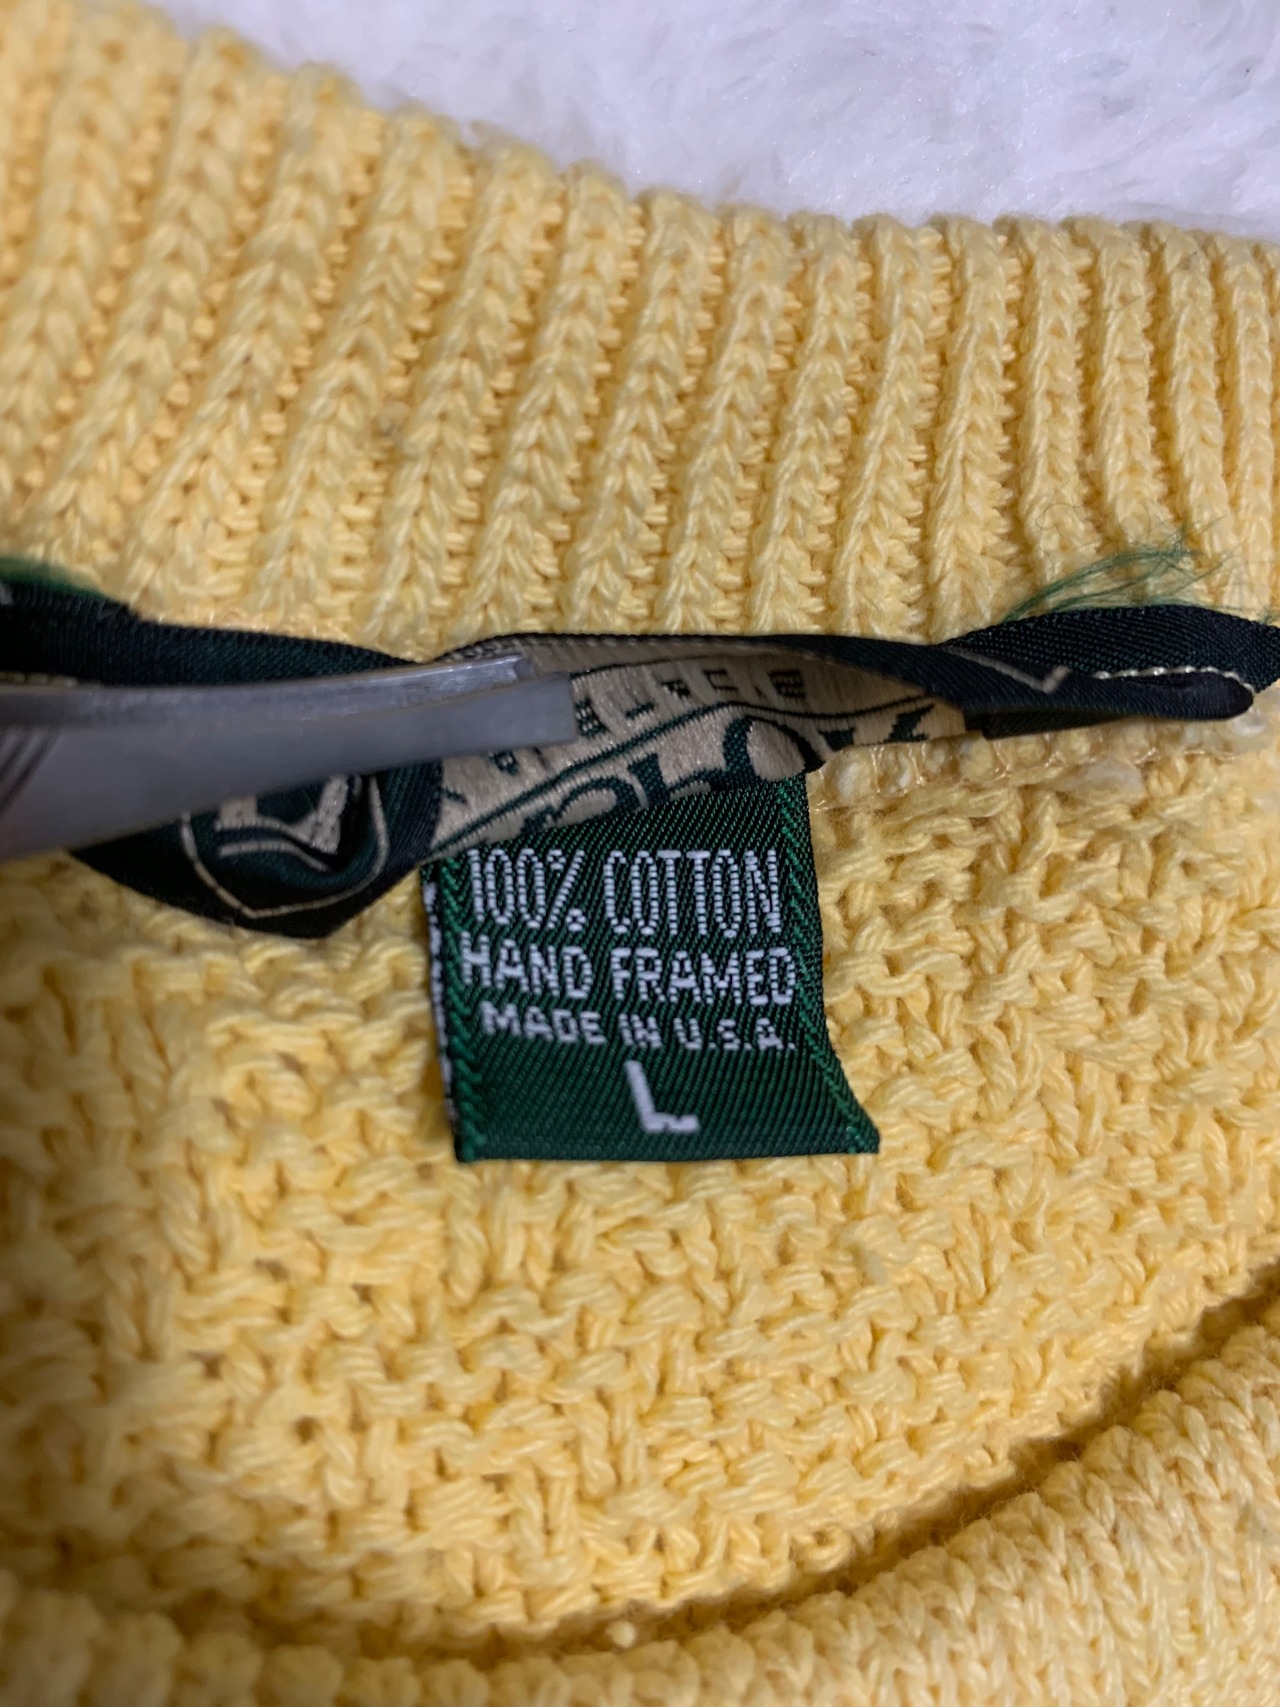 100% COTTON
HAND FRAMED
MADE IN U.S.A.
L